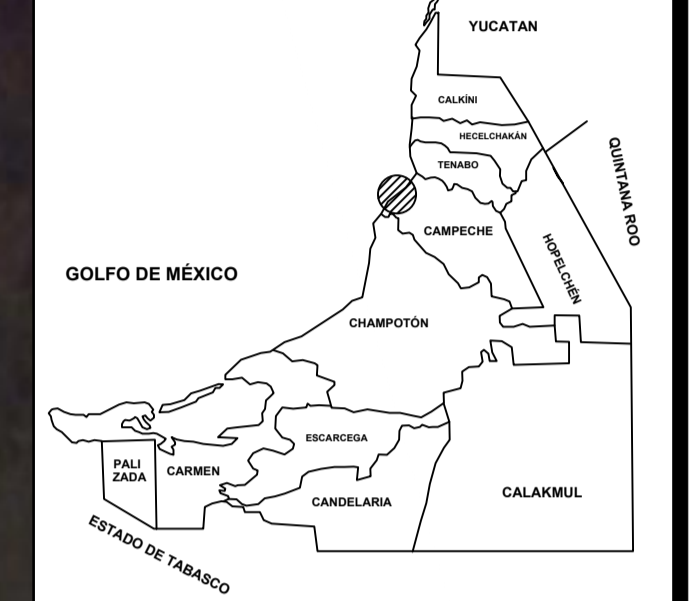 YUCATAN
CALKÍNI
HECELCHAKÁN
TENABO
QUINTANA ROO
CAMPECHE
HOPELCHÉN
GOLFO DE MÉXICO
CHAMPOTÓN
ESCARCEGA
PALI
ZADA
CARMEN
CANDELARIA
CALAKMUL
ESTADO DE TABASCO